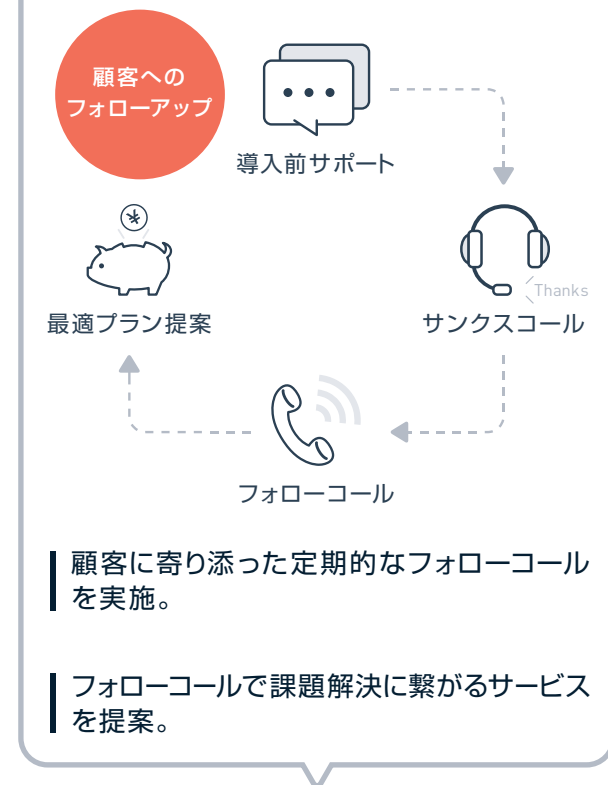 顧客への
フォローアップ
導入前サポート
Thanks
サンクスコール
フォローコール
¥
最適プラン提案
顧客に寄り添った定期的なフォローコール
を実施。
フォローコールで課題解決に繋がるサービス
を提案。